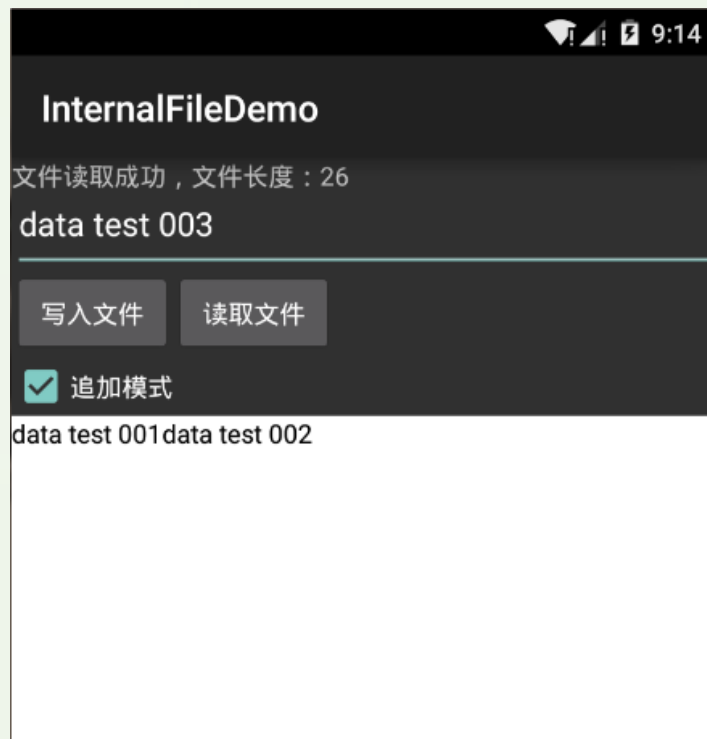 9:14
InternalFileDemo
文件读取成功，文件长度：26
data test 003
写入文件 读取文件
追加模式
data test 001data test 002